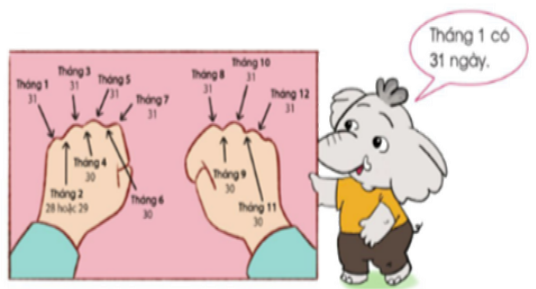 Tháng 1 có
31 ngày.
Tháng 1
31
Tháng 3
31
Tháng 5
31
Tháng 7
31
Tháng 2
28 hoặc 29
Tháng 4
30
Tháng 6
30
Tháng 8
31
Tháng 10
31
Tháng 12
31
Tháng 9
30
Tháng 11
30